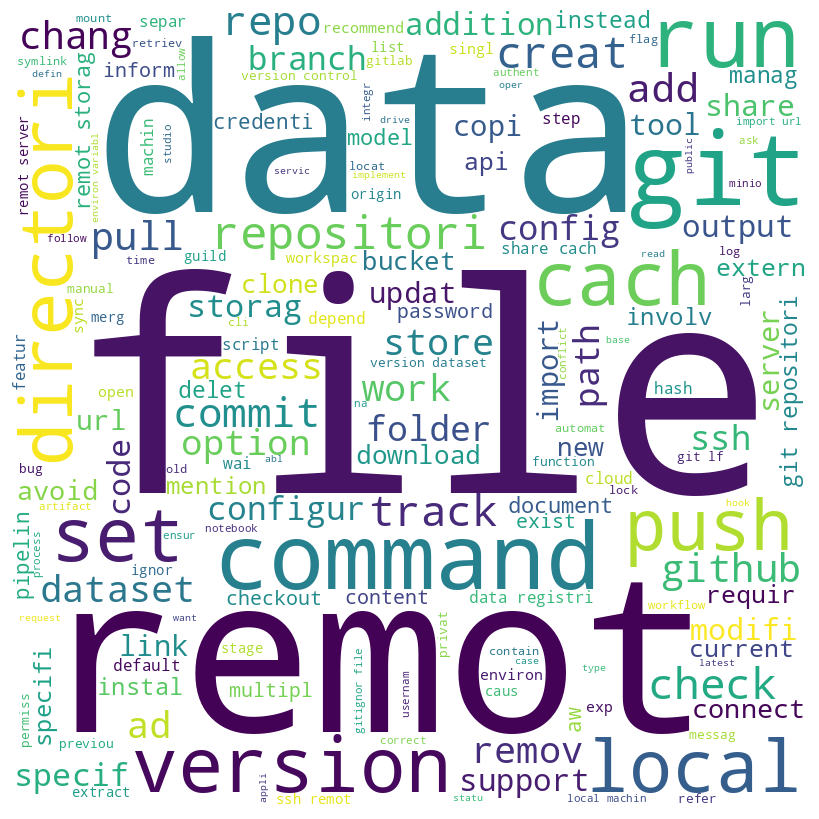 mount
repo
addition
recommend
instead
flag
run
separ
chang
retriev
list
gitlab
singl
symlink
defin
inform
branch
allow
version control
creat
authent
oper
manag
data
directori
remot storag
remot server
environ variabl
machin
studio
credenti
integr
drive
model
copi
step
add
share
tool
import url
ask
public
minio
servic
locat
implement
api
origin
git
follow
pull
repositori
config
output
time
guild
workspac
share cach
read
log
manual
sync
bucket
cach
extern
larg
clone
updat
merg
storag
cli
depend
password
involv
server
git repositori
featur
script
store
version dataset
import
conflict
path
base
file
open
access
delet
na
work
hash
url
commit
folder
automat
ssh
option
code
bug
old
wai
abl
download
new
function
git lf
avoid
mention
cloud
lock
artifact
configur
track
document
hook
pipelin
process
set
notebook
exist
push
ensur
command
ignor
github
dataset
checkout
content
data registri
workflow
requir
request
want
remot
privat
contain
case
latest
link
default
stage
gitignor file
usernam
environ
caus
type
modifi
current
specifi
permiss
instal
multipl
exp
check
connect
ad
aw
previou
correct
messag
version
remov
local
specif
support
extract
appli
ssh remot
statu
local machin
refer